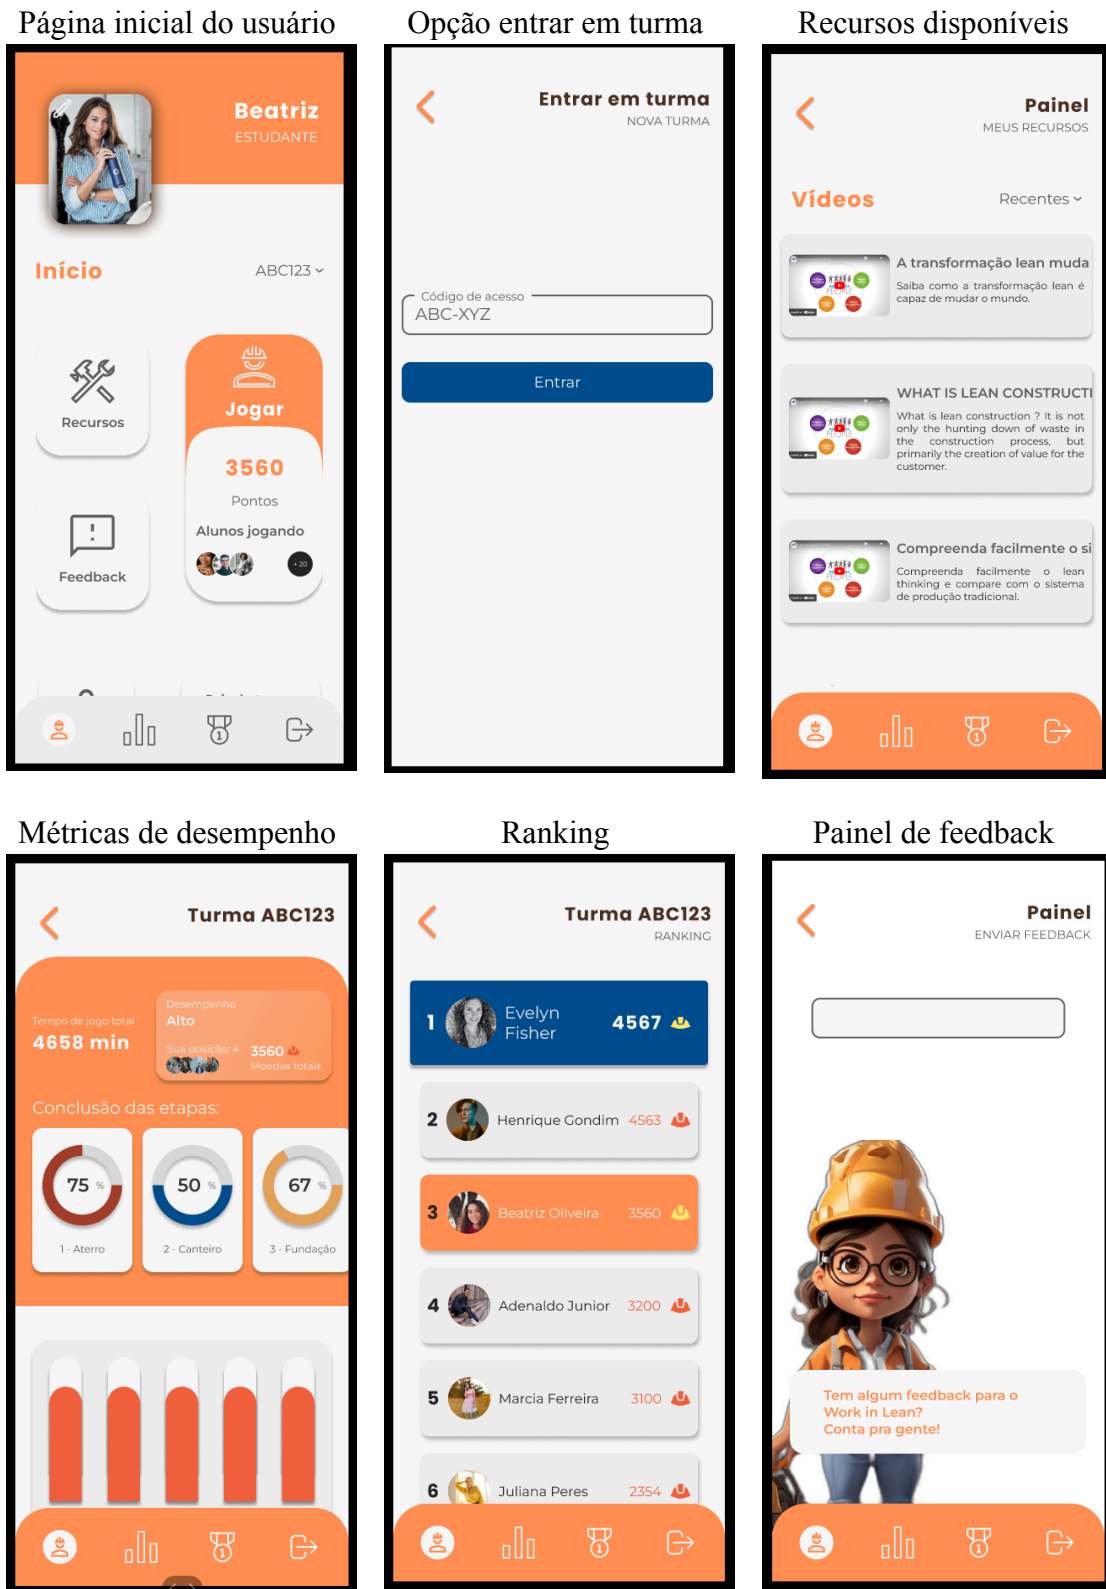 Página inicial do usuário
Opção entrar em turma
Recursos disponíveis
Beatriz
ESTUDANTE
Início
ABC123
Recursos
Jogar
3560
Pontos
Alunos jogando
+20
Feedback
Entrar em turma
NOVA TURMA
Código de acesso
ABC-XYZ
Entrar
Painel
MEUS RECURSOS
Vídeos
Recentes
A transformação lean muda
Saiba como a transformação lean é
capaz de mudar o mundo.
WHAT IS LEAN CONSTRUCTI
What is lean construction ? It is not
only the hunting down of waste in
the construction process, but
primarily the creation of value for the
customer.
Compreenda facilmente o si
Compreenda facilmente o lean
thinking e compare com o sistema
de produção tradicional.
1
Métricas de desempenho
Ranking
Painel de feedback
Turma ABC123
Tempo de jogo total
4658 min
Desempenho
Alto
Sua posição: 4
3560
Moedas totais
Conclusão das etapas:
75 %
50 %
67 %
1 - Aterro
2 - Canteiro
3 - Fundação
Turma ABC123
RANKING
1 Evelyn
Fisher
4567
2 Henrique Gondim 4563
3 Beatriz Oliveira 3560
4 Adenaldo Junior 3200
5 Marcia Ferreira 3100
6 Juliana Peres 2354
Painel
ENVIAR FEEDBACK
Tem algum feedback para o
Work in Lean?
Conta pra gente!